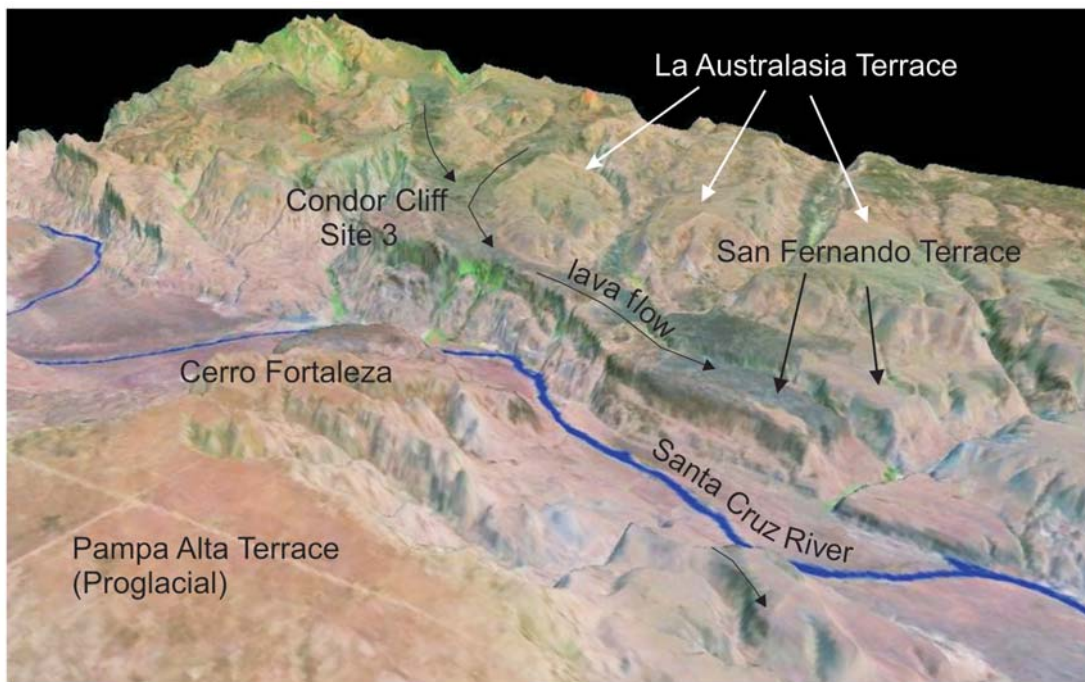 La Australasia Terrace
Condor Cliff
Site 3
San Fernando Terrace
lava flow
Cerro Fortaleza
Santa Cruz River
Pampa Alta Terrace
(Proglacial)